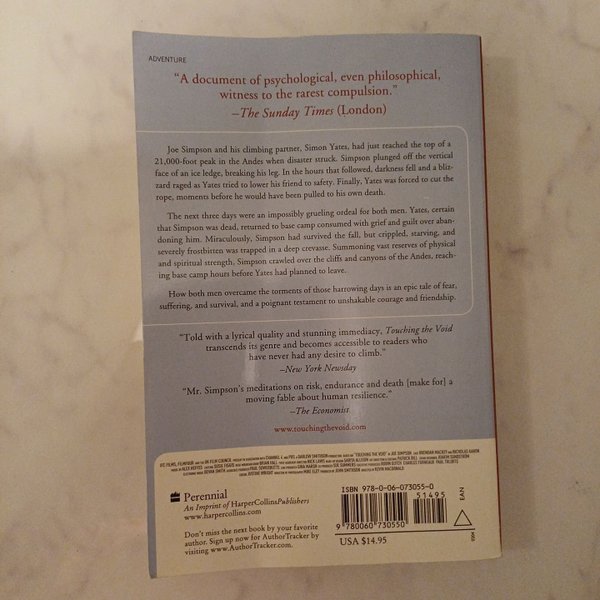 ADVENTURE
“A document of psychological, even philosophical,
witness to the rarest compulsion.”
–The Sunday Times (London)
Joe Simpson and his climbing partner, Simon Yates, had just reached the top of a
21,000-foot peak in the Andes when disaster struck. Simpson plunged off the vertical
face of an ice ledge, breaking his leg. In the hours that followed, darkness fell and a bliz-
zard raged as Yates tried to lower his friend to safety. Finally, Yates was forced to cut the
rope, moments before he would have been pulled to his own death.
The next three days were an impossibly grueling ordeal for both men. Yates, certain
that Simpson was dead, returned to base camp consumed with grief and guilt over aban-
doning him. Miraculously, Simpson had survived the fall, but crippled, starving, and
severely frostbitten was trapped in a deep crevasse. Summoning vast reserves of physical
and spiritual strength, Simpson crawled over the cliffs and canyons of the Andes, reach-
ing base camp hours before Yates had planned to leave.
How both men overcame the torments of those harrowing days is an epic tale of fear,
suffering, and survival, and a poignant testament to unshakable courage and friendship.
“Told with a lyrical quality and stunning immediacy, Touching the Void
transcends its genre and becomes accessible to readers who
have never had any desire to climb.”
–New York Newsday
“Mr. Simpson’s meditations on risk, endurance and death [make for] a
moving fable about human resilience.”
–The Economist
www.touchingthevoid.com
Perennial
An Imprint of HarperCollinsPublishers
www.harpercollins.com
Don’t miss the next book by your favorite
author. Sign up now for AuthorTracker by
visiting www.AuthorTracker.com.
ISBN 978-0-06-073055-0
51495
EAN
9 780060 730550
USA $14.95